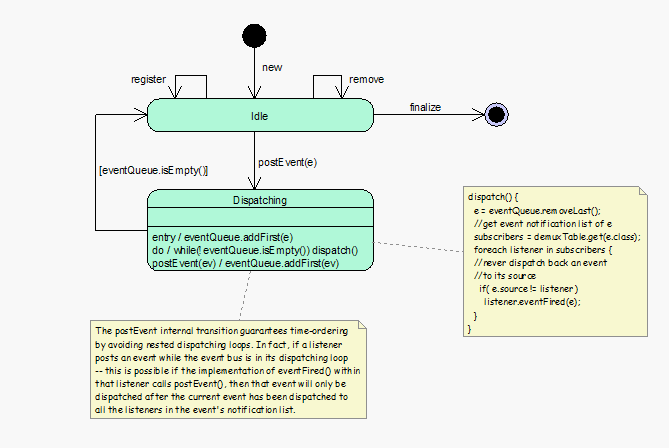 new
register
remove
Idle
finalize
postEvent(e)
[eventQueue.isEmpty()]
Dispatching
entry / eventQueue.addFirst(e)
do / while(! eventQueue.isEmpty()) dispatch()
postEvent(ev) / eventQueue.addFirst(ev)
dispatch() {
e = eventQueue.removeLast();
//get event notification list of e
subscribers = demuxTable.get(e.class);
foreach listener in subscribers {
//never dispatch back an event
//to its source
if( e.source != listener )
listener.eventFired(e);
}
}
The postEvent internal transition guarantees time-ordering
by avoiding nested dispatching loops. In fact, if a listener
posts an event while the event bus is in its dispatching loop
-- this is possible if the implementation of eventFired() within
that listener calls postEvent(), then that event will only be
dispatched after the current event has been dispatched to
all the listeners in the event's notification list.